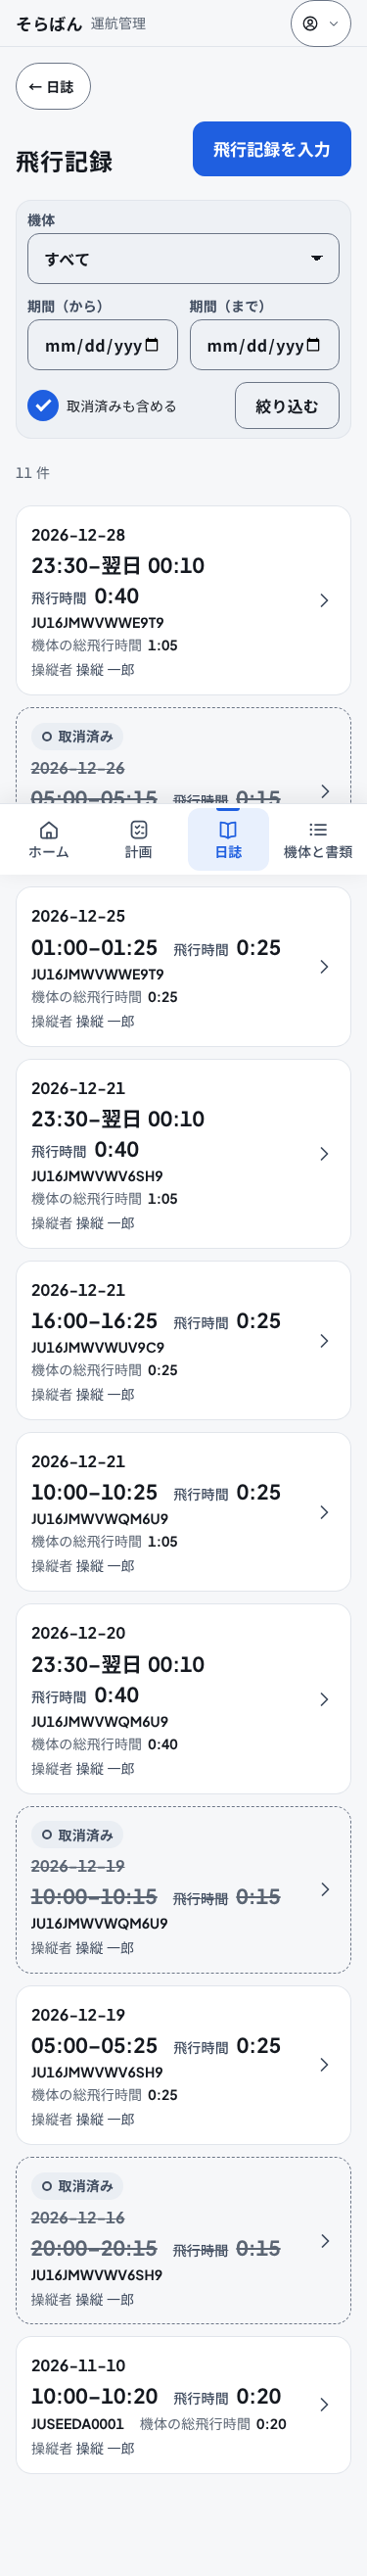 そらばん 運航管理
← 日誌
飛行記録
飛行記録を入力
機体
すべて
期間（から） 期間（まで）
mm/dd/yyy mm/dd/yyy
取消済みも含める 絞り込む
11 件
2026-12-28
23:30–翌日 00:10
飛行時間 0:40
JU16JMWVWWE9T9
機体の総飛行時間 1:05
操縦者 操縦 一郎
取消済み
2026-12-26
05:00–05:15 飛行時間 0:15
ホーム 計画 日誌 機体と書類
2026-12-25
01:00–01:25 飛行時間 0:25
JU16JMWVWWE9T9
機体の総飛行時間 0:25
操縦者 操縦 一郎
2026-12-21
23:30–翌日 00:10
飛行時間 0:40
JU16JMWVWV6SH9
機体の総飛行時間 1:05
操縦者 操縦 一郎
2026-12-21
16:00–16:25 飛行時間 0:25
JU16JMWVWUV9C9
機体の総飛行時間 0:25
操縦者 操縦 一郎
2026-12-21
10:00–10:25 飛行時間 0:25
JU16JMWVWQM6U9
機体の総飛行時間 1:05
操縦者 操縦 一郎
2026-12-20
23:30–翌日 00:10
飛行時間 0:40
JU16JMWVWQM6U9
機体の総飛行時間 0:40
操縦者 操縦 一郎
取消済み
2026-12-19
10:00–10:15 飛行時間 0:15
JU16JMWVWQM6U9
操縦者 操縦 一郎
2026-12-19
05:00–05:25 飛行時間 0:25
JU16JMWVWV6SH9
機体の総飛行時間 0:25
操縦者 操縦 一郎
取消済み
2026-12-16
20:00–20:15 飛行時間 0:15
JU16JMWVWV6SH9
操縦者 操縦 一郎
2026-11-10
10:00–10:20 飛行時間 0:20
JUSEEDA0001 機体の総飛行時間 0:20
操縦者 操縦 一郎